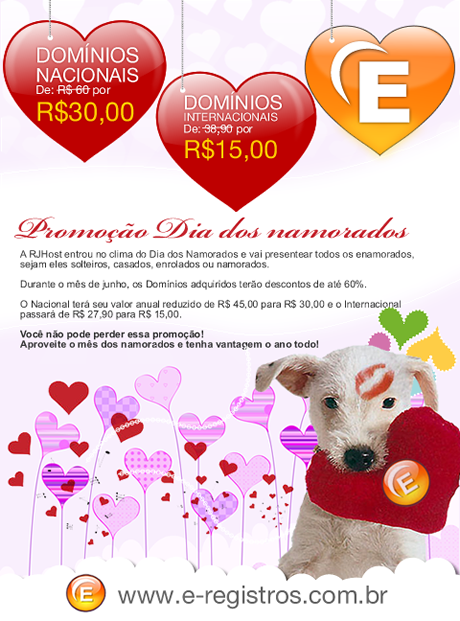 DOMÍNIOS
NACIONAIS
De: R$ 60 por
R$30,00
DOMÍNIOS
INTERNACIONAIS
De: 38,90 por
R$15,00
E
Promoção Dia dos namorados
A RJHost entrou no clima do Dia dos Namorados e vai presentear todos os enamorados,
sejam eles solteiros, casados, enrolados ou namorados.
Durante o mês de junho, os Domínios adquiridos terão descontos de até 60%.
O Nacional terá seu valor anual reduzido de R$ 45,00 para R$ 30,00 e o Internacional
passará de R$ 27,90 para R$ 15,00.
Você não pode perder essa promoção!
Aproveite o mês dos namorados e tenha vantagem o ano todo!
E
E www.e-registros.com.br